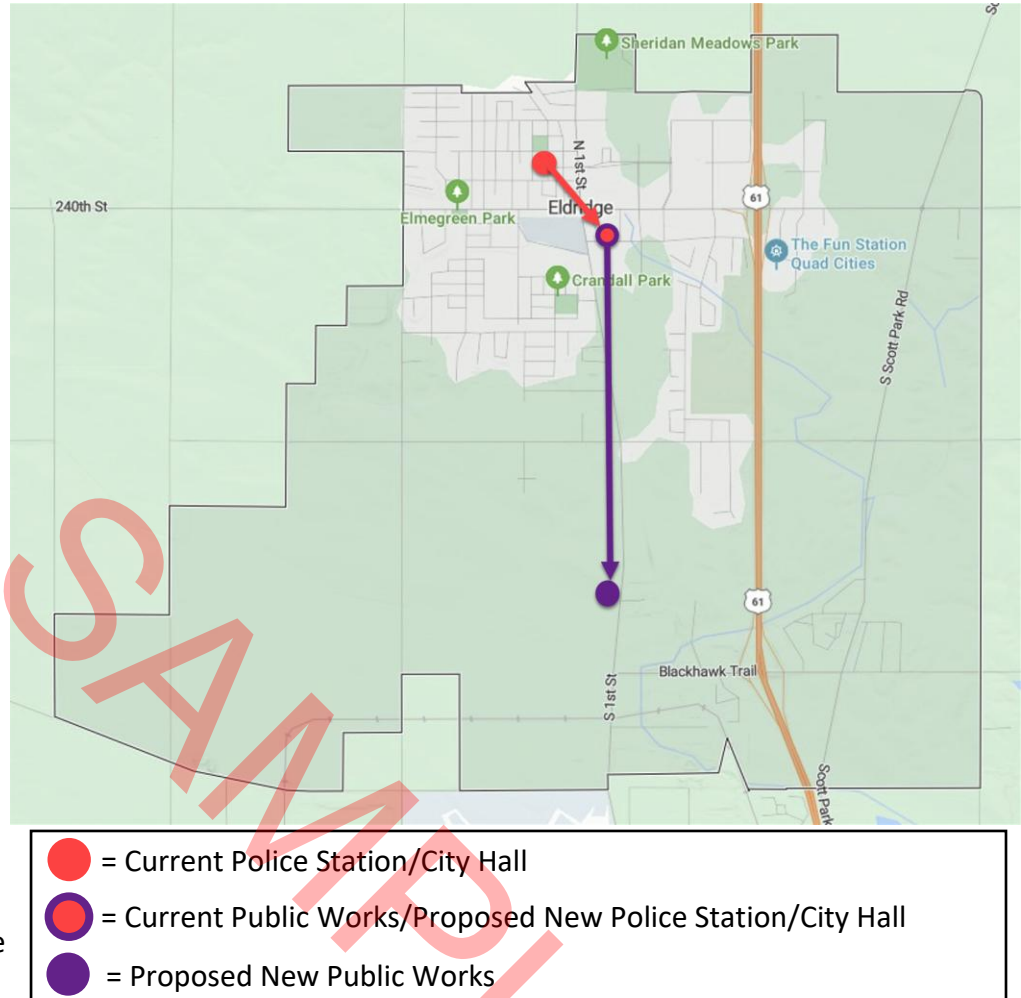 Sc
Sheridan Meadows Park
N 1st St
61
240th St
Elmegreen Park
Eldridge
The Fun Station
Quad Cities
Crandall Park
S Scott Park Rd
61
Blackhawk Trail
S 1st St
Scott Park
SAMPL
= Current Police Station/City Hall
= Current Public Works/Proposed New Police Station/City Hall
e
= Proposed New Public Works